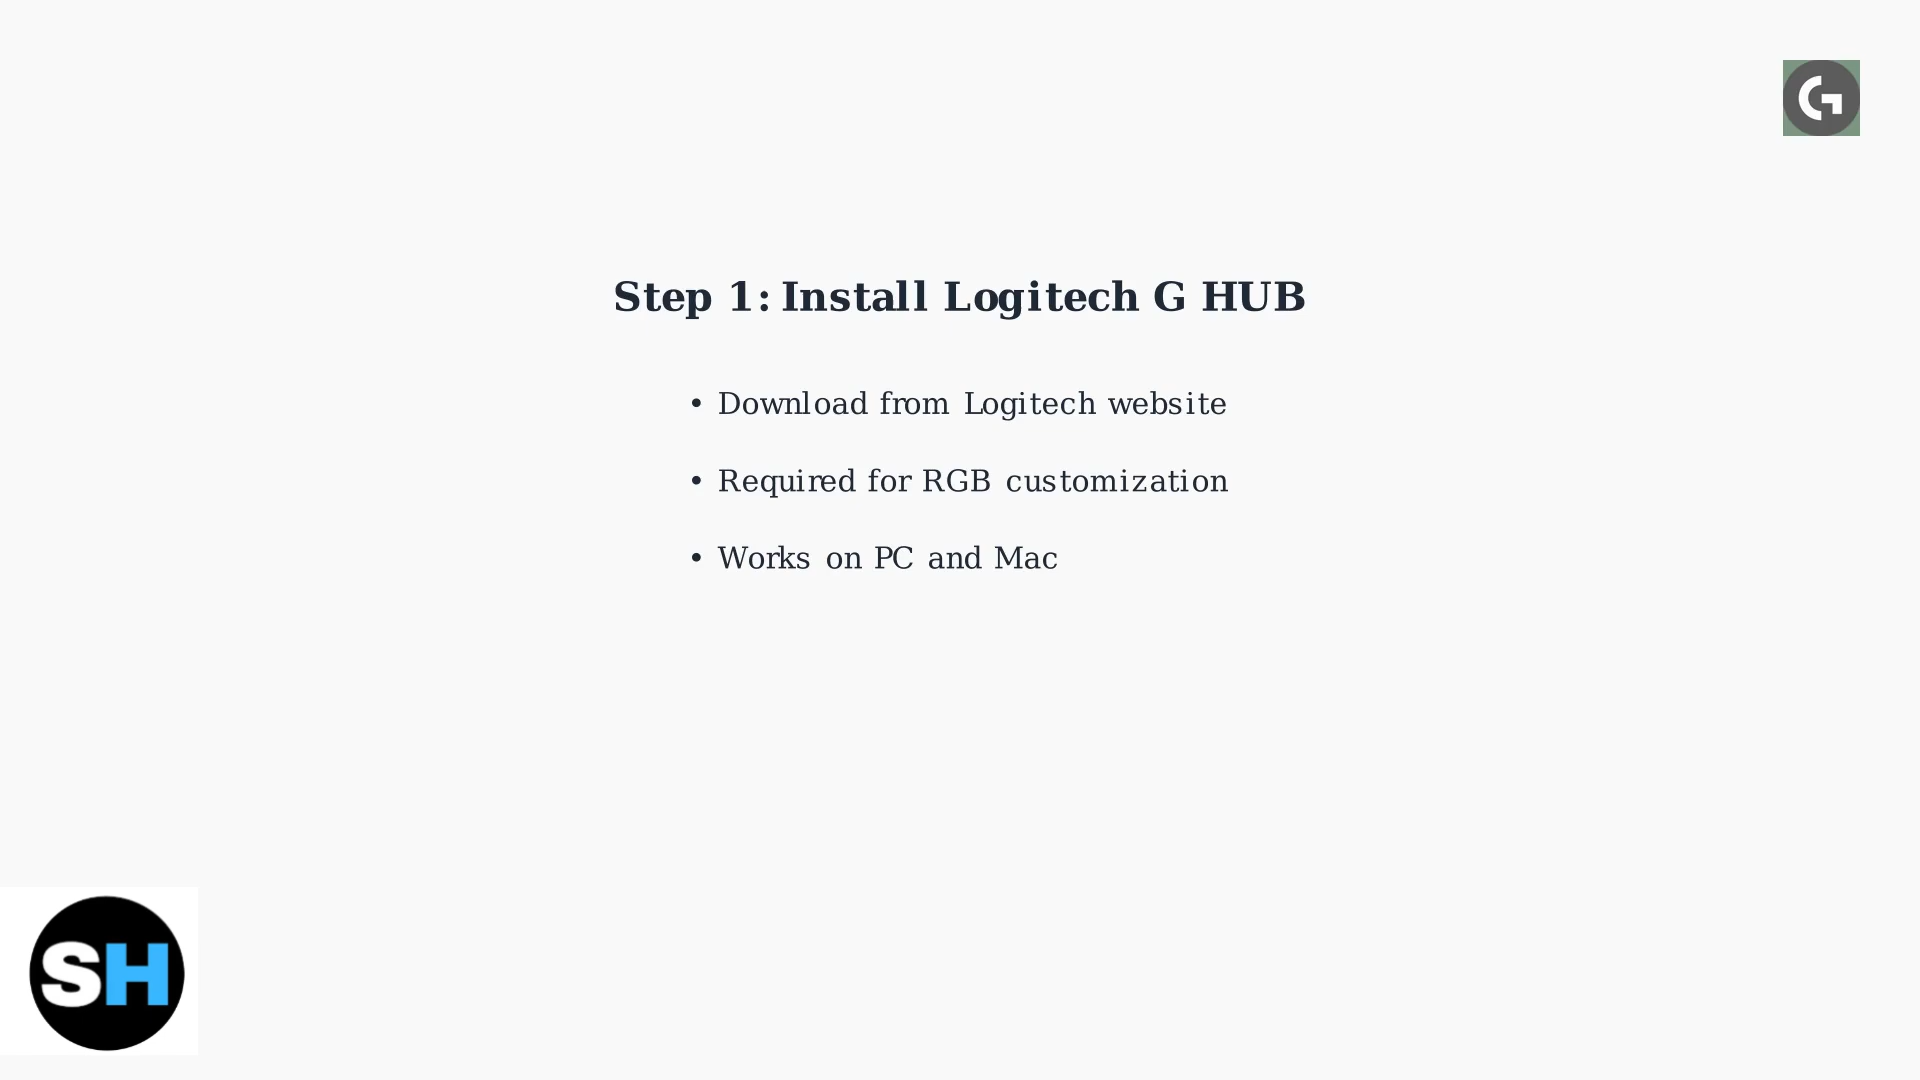 G
Step 1: Install Logitech G HUB
• Download from Logitech website
• Required for RGB customization
• Works on PC and Mac
SH